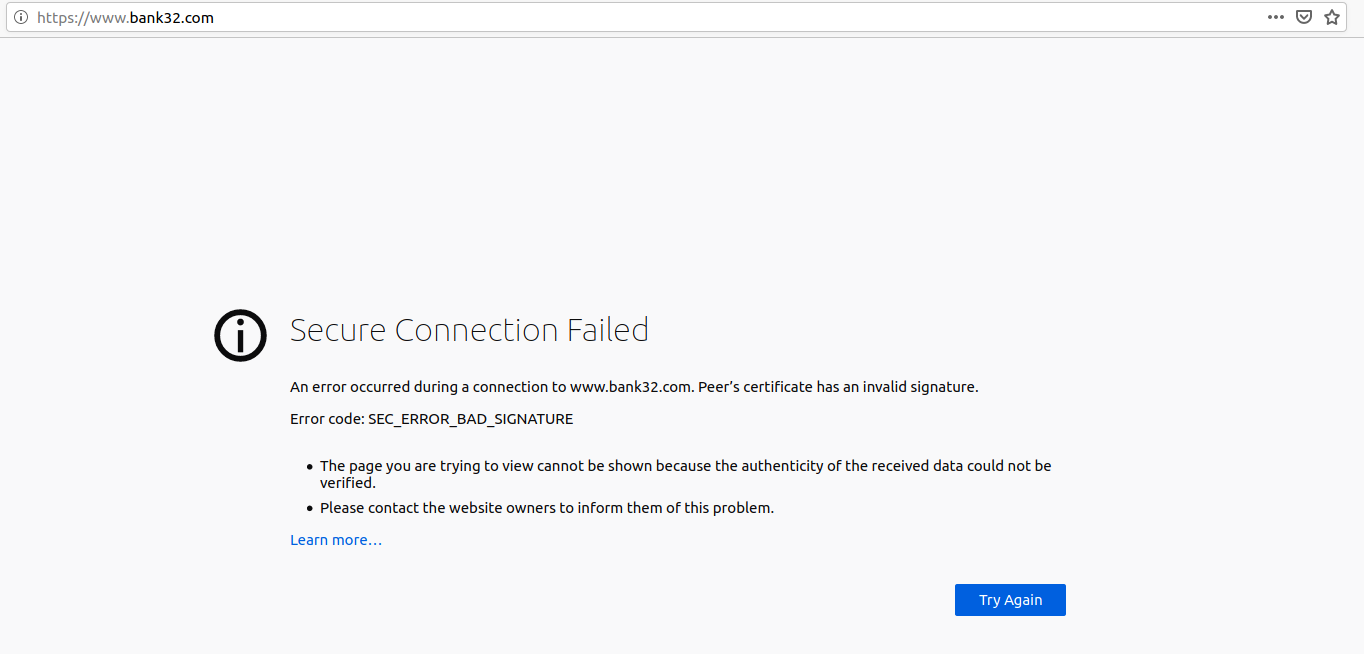 https://www.bank32.com
Secure Connection Failed
An error occurred during a connection to www.bank32.com. Peer’s certificate has an invalid signature.
Error code: SEC_ERROR_BAD_SIGNATURE
The page you are trying to view cannot be shown because the authenticity of the received data could not be
verified.
Please contact the website owners to inform them of this problem.
Learn more…
Try Again